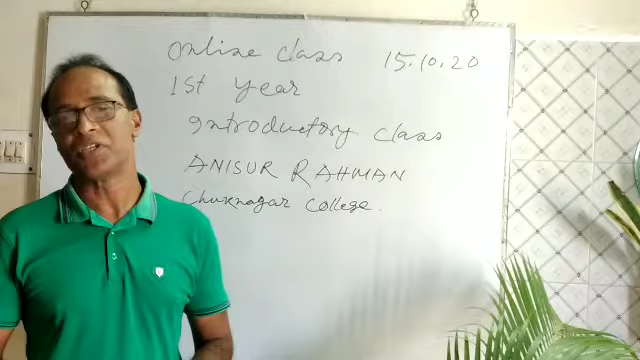 Online class 15.10.20
1st Year
Introductory class
ANISUR RAHMAN
Chuknagar College.